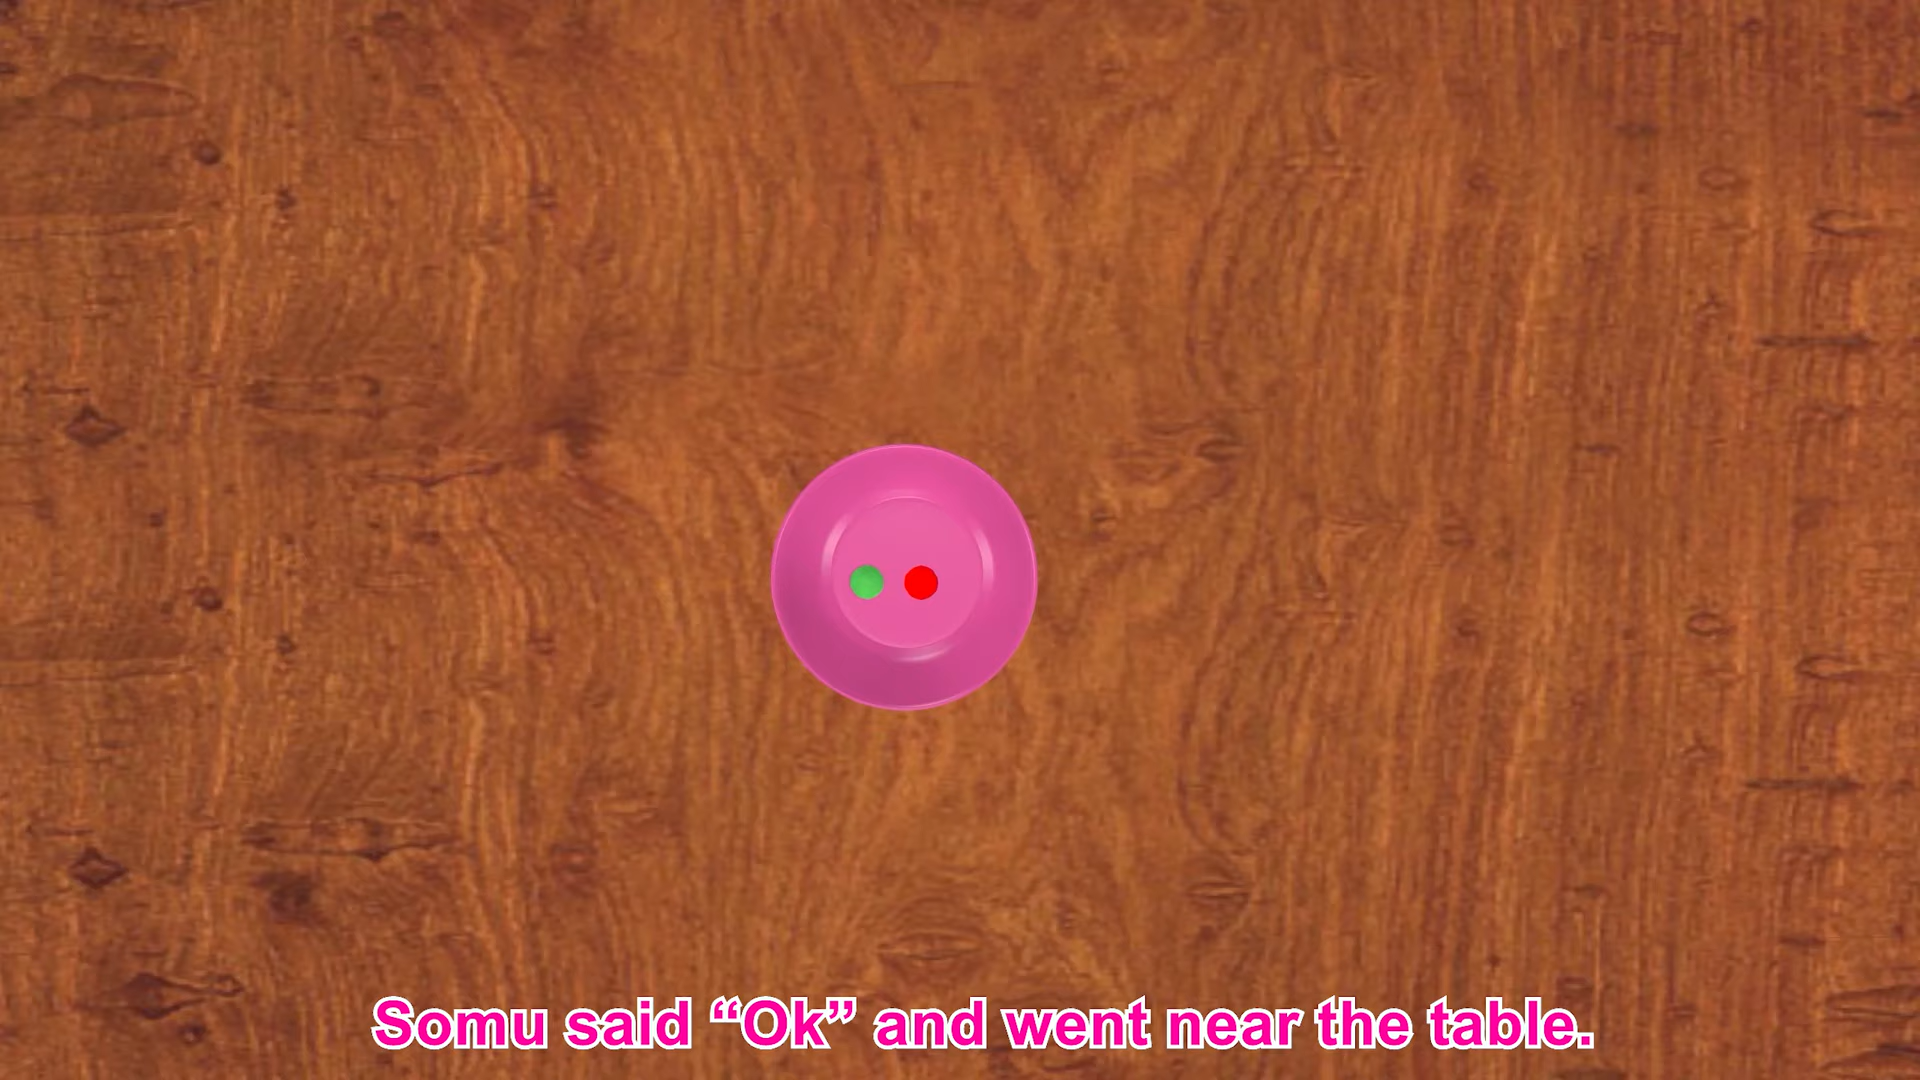 Somu said “Ok” and went near the table.